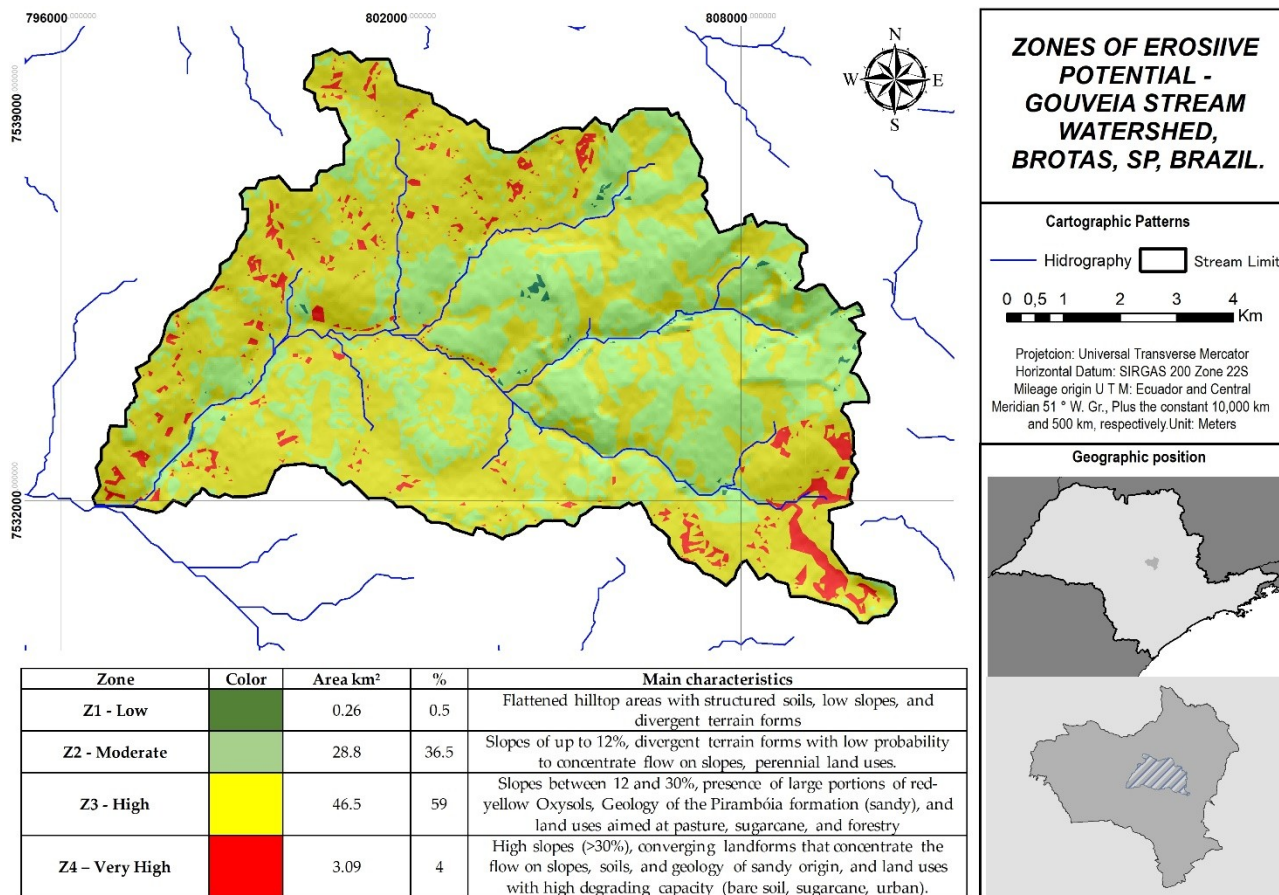 796000.000000
802000.000000
808000.000000
7539000.000000
7532000.000000
N
W E
S
ZONES OF EROSIIVE
POTENTIAL -
GOUVEIA STREAM
WATERSHED,
BROTAS, SP, BRAZIL.
Cartographic Patterns
Hidrography Stream Limit
0 0,5 1 2 3 4
Km
Projetcion: Universal Transverse Mercator
Horizontal Datum: SIRGAS 200 Zone 22S
Mileage origin U T M: Ecuador and Central
Meridian 51 ° W. Gr., Plus the constant 10,000 km
and 500 km, respectively.Unit: Meters
Geographic position
Zone Color Area km² % Main characteristics
Z1 - Low 0.26 0.5 Flattened hilltop areas with structured soils, low slopes, and
divergent terrain forms
Z2 - Moderate 28.8 36.5 Slopes of up to 12%, divergent terrain forms with low probability
to concentrate flow on slopes, perennial land uses.
Z3 - High 46.5 59 Slopes between 12 and 30%, presence of large portions of red-
yellow Oxysols, Geology of the Pirambóia formation (sandy), and
land uses aimed at pasture, sugarcane, and forestry
Z4 – Very High 3.09 4 High slopes (>30%), converging landforms that concentrate the
flow on slopes, soils, and geology of sandy origin, and land uses
with high degrading capacity (bare soil, sugarcane, urban).